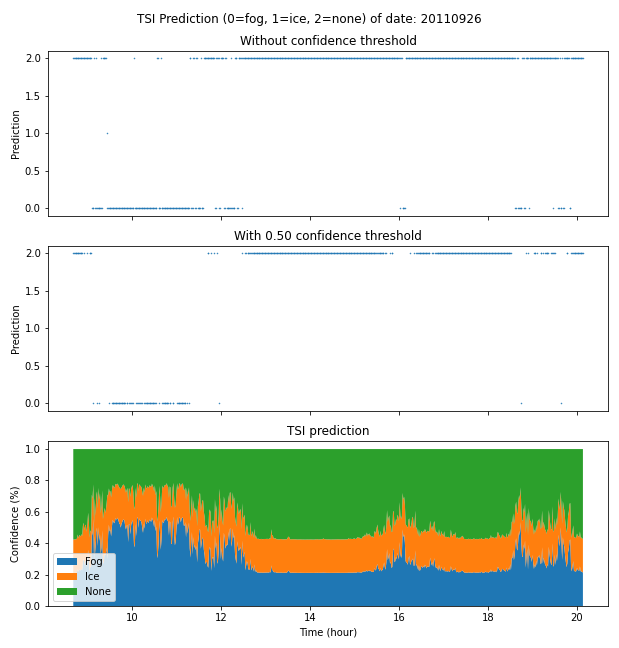 TSI Prediction (0=fog, 1=ice, 2=none) of date: 20110926
Without confidence threshold
2.0
1.5
1.0
0.5
0.0
Prediction
With 0.50 confidence threshold
2.0
1.5
1.0
0.5
0.0
Prediction
TSI prediction
1.0
0.8
0.6
0.4
0.2
0.0
Confidence (%)
Fog
Ice
None
10 12 14 16 18 20
Time (hour)